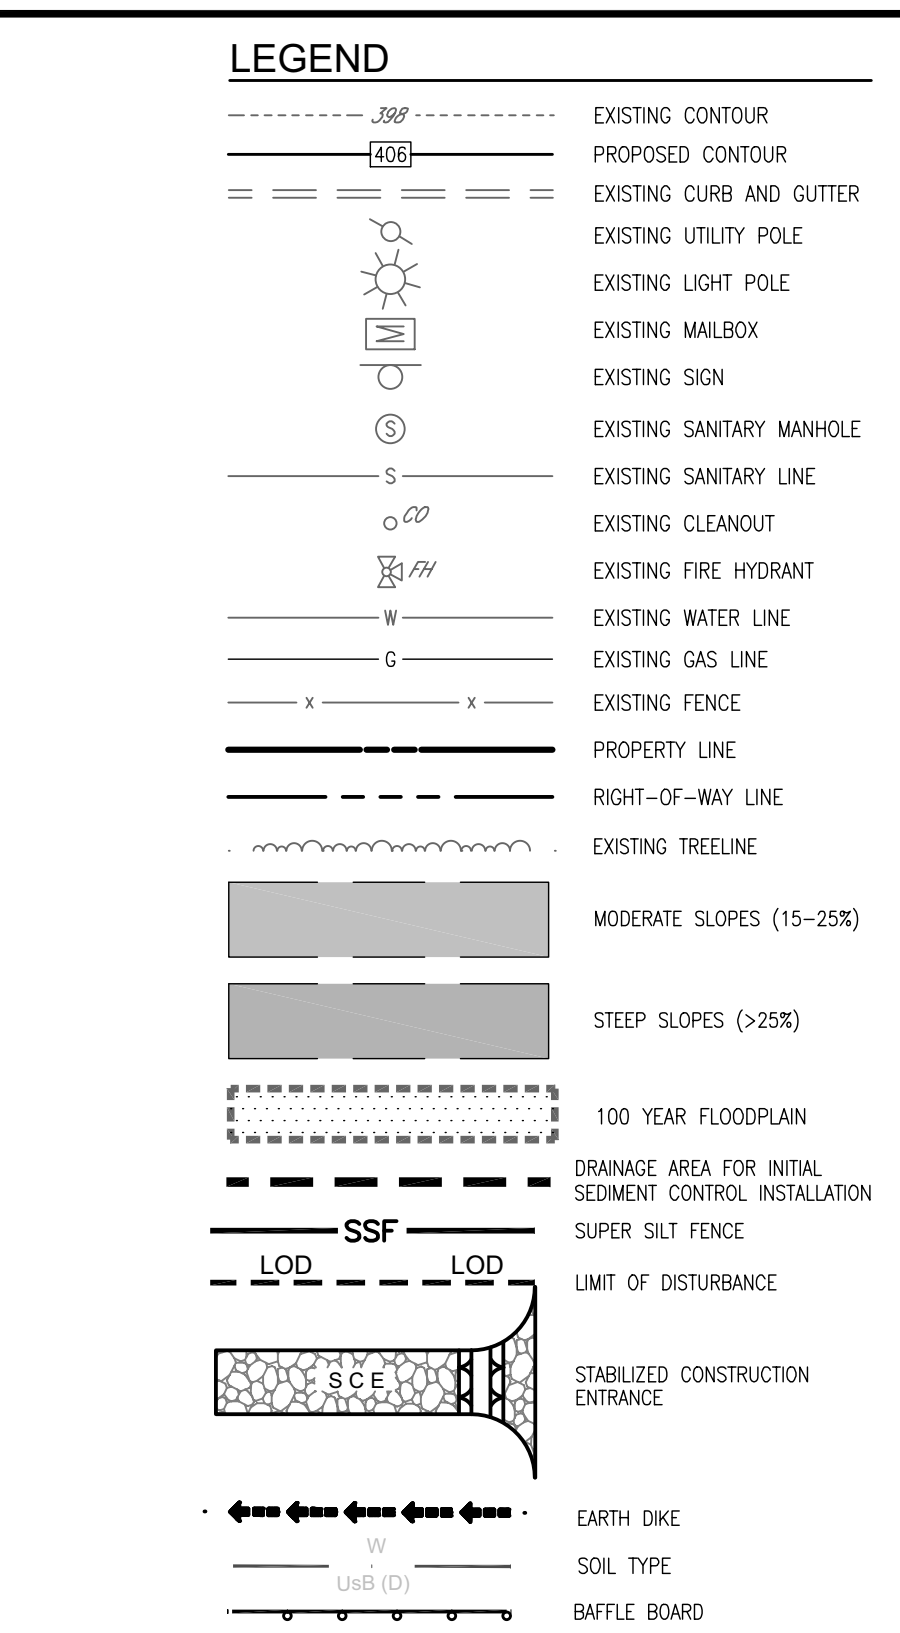 LEGEND
398 EXISTING CONTOUR
406 PROPOSED CONTOUR
EXISTING CURB AND GUTTER
EXISTING UTILITY POLE
EXISTING LIGHT POLE
M EXISTING MAILBOX
EXISTING SIGN
S EXISTING SANITARY MANHOLE
S EXISTING SANITARY LINE
CO EXISTING CLEANOUT
FH EXISTING FIRE HYDRANT
W EXISTING WATER LINE
G EXISTING GAS LINE
x x EXISTING FENCE
PROPERTY LINE
RIGHT-OF-WAY LINE
EXISTING TREELINE
MODERATE SLOPES (15-25%)
STEEP SLOPES (>25%)
100 YEAR FLOODPLAIN
DRAINAGE AREA FOR INITIAL
SEDIMENT CONTROL INSTALLATION
SSF SUPER SILT FENCE
LOD LOD
LIMIT OF DISTURBANCE
SCE STABILIZED CONSTRUCTION
ENTRANCE
EARTH DIKE
W
SOIL TYPE
UsB (D)
BAFFLE BOARD